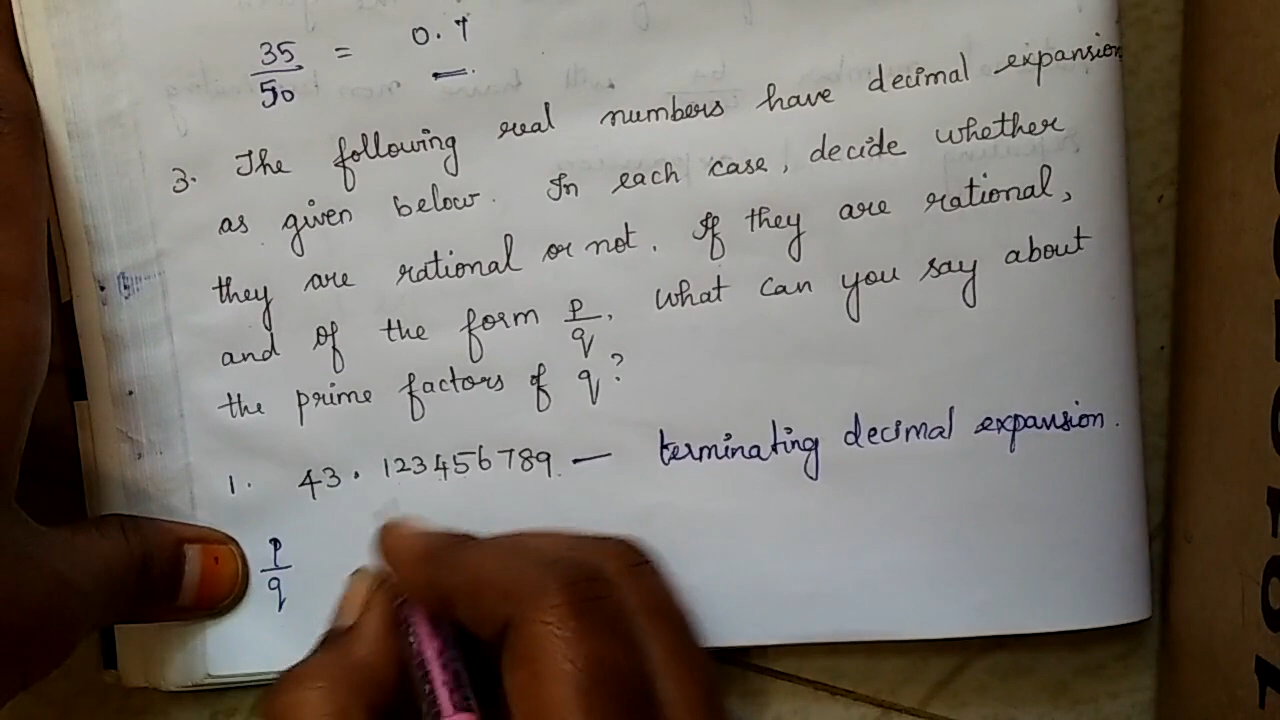 35/50 = 0.7
3. The following real numbers have decimal expansion
as given below. In each case, decide whether
they are rational or not. If they are rational,
and of the form p/q, what can you say about
the prime factors of q?
1. 43.123456789 — terminating decimal expansion.
p/q